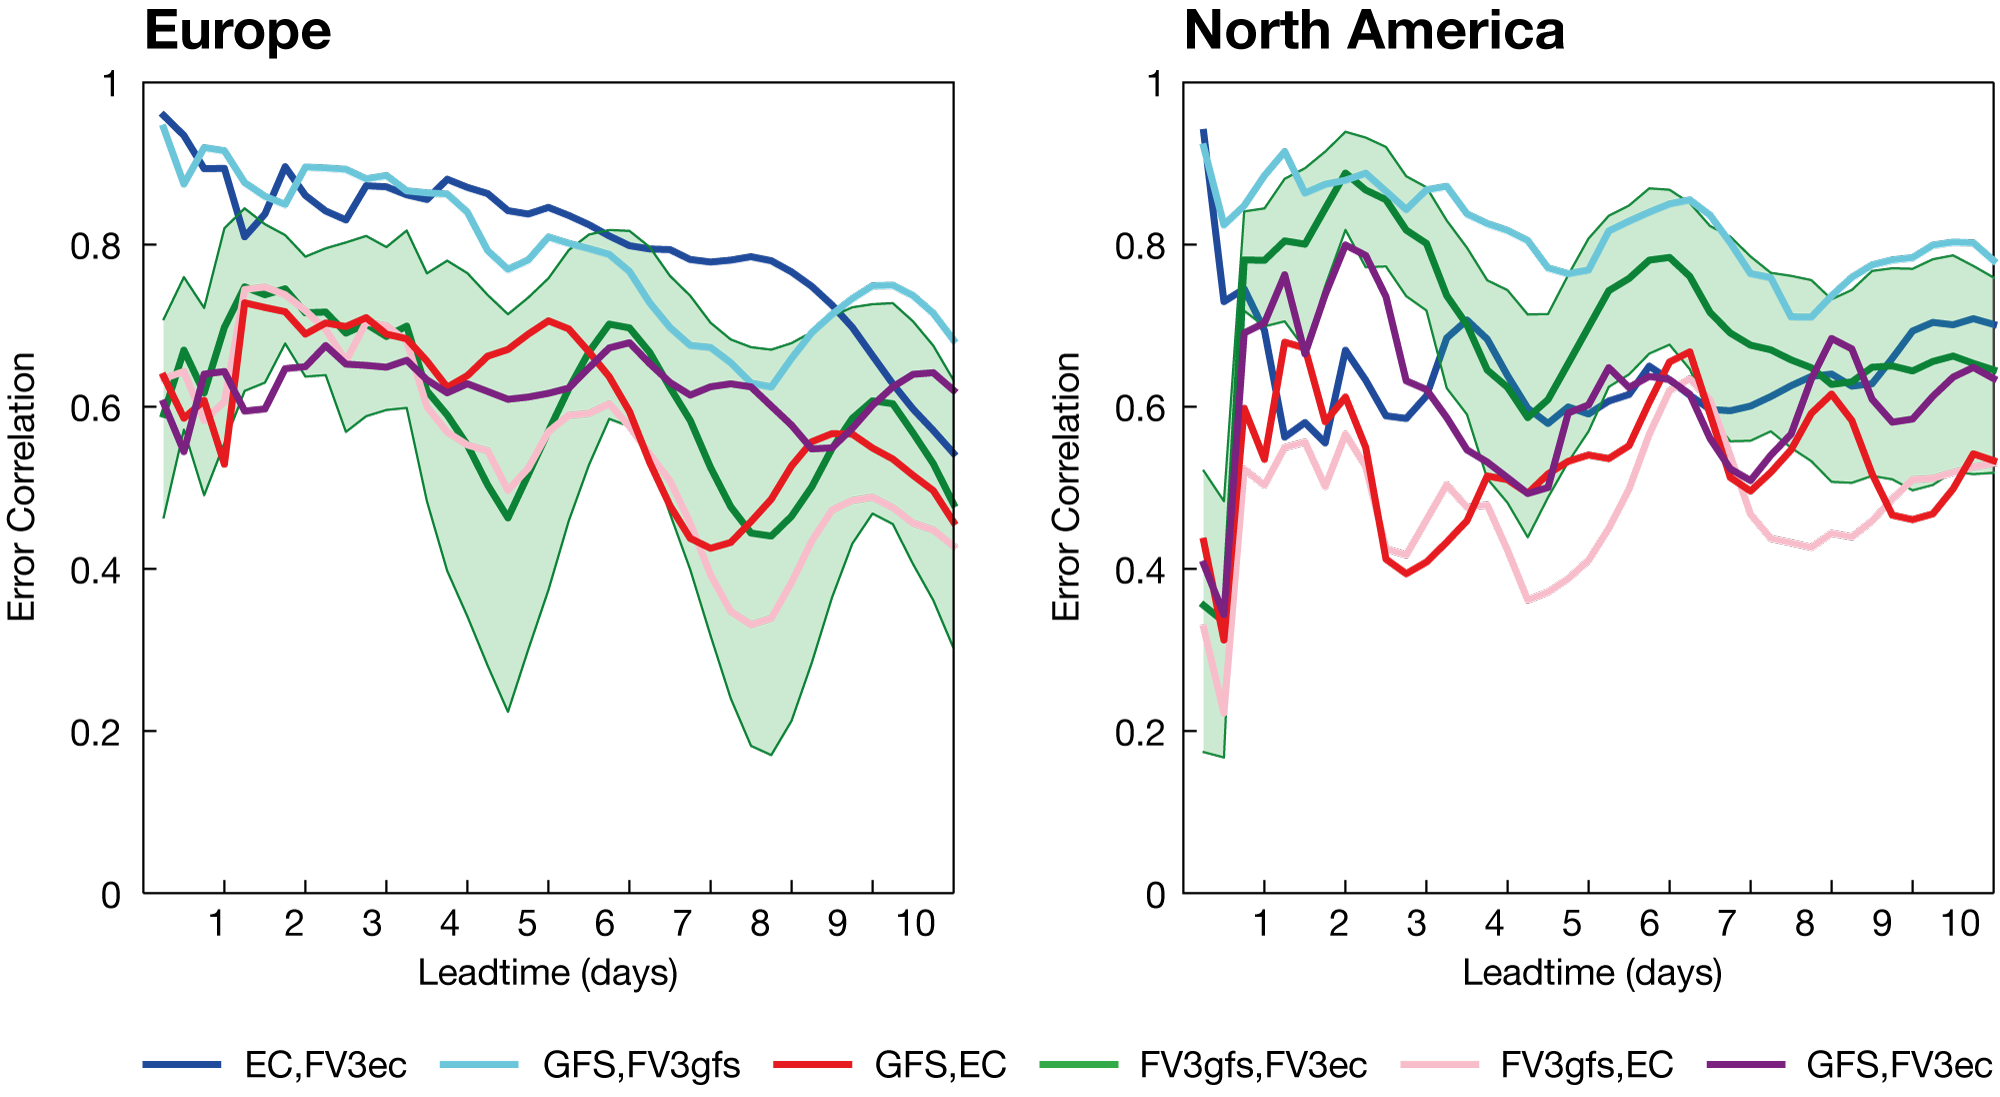 Europe
North America
1
0.8
0.6
0.4
0.2
0
Error Correlation
1 2 3 4 5 6 7 8 9 10
Leadtime (days)
1
0.8
0.6
0.4
0.2
0
Error Correlation
1 2 3 4 5 6 7 8 9 10
Leadtime (days)
EC,FV3ec GFS,FV3gfs GFS,EC FV3gfs,FV3ec FV3gfs,EC GFS,FV3ec